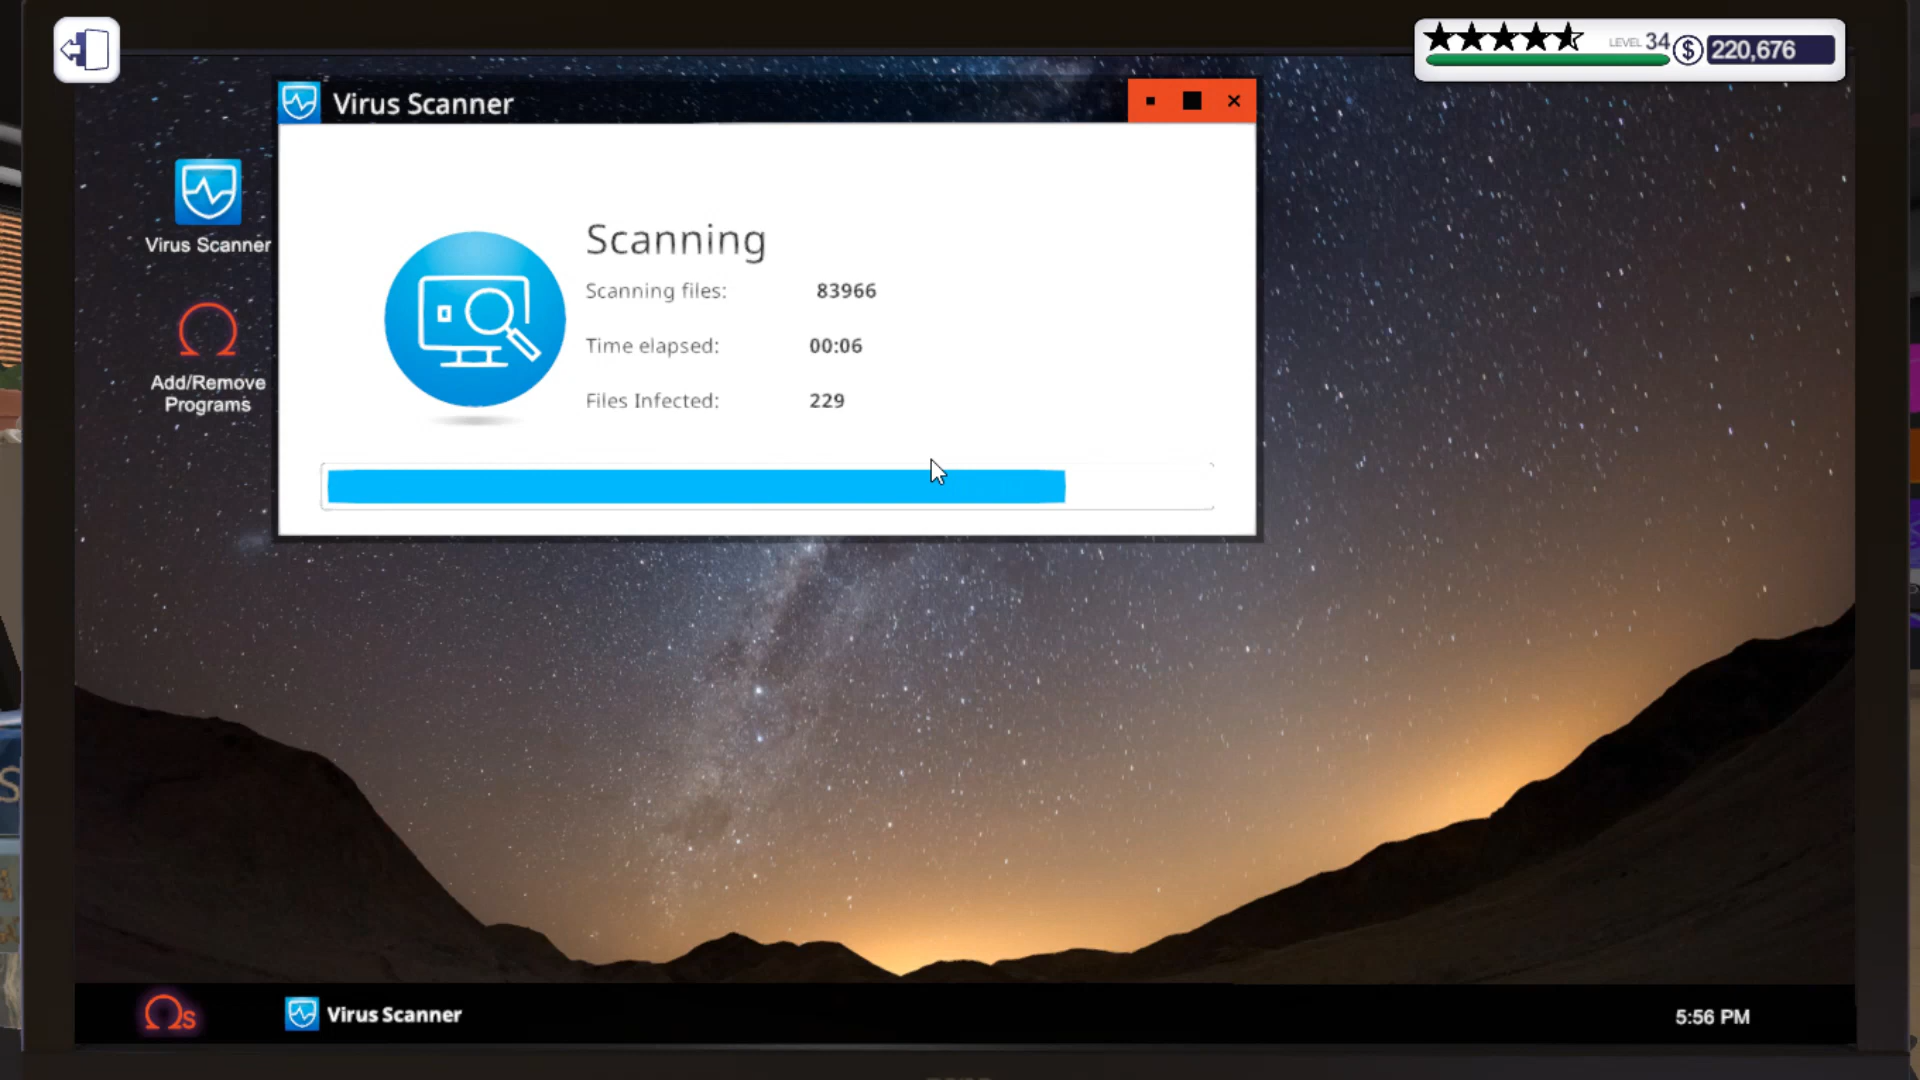 LEVEL 34
$ 220,676
Virus Scanner
Virus Scanner
Add/Remove
Programs
Scanning
Scanning files: 83966
Time elapsed: 00:06
Files Infected: 229
Ωs
Virus Scanner
5:56 PM